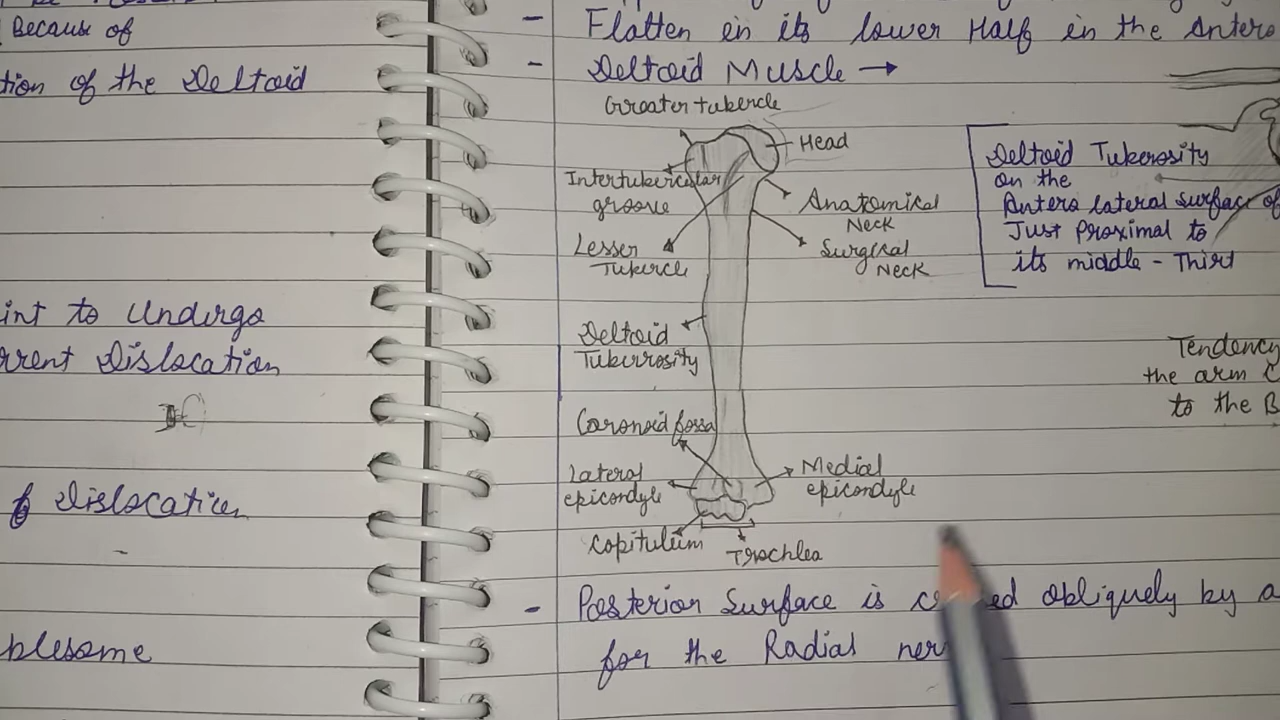 Because of
tion of the Deltoid
int to Undergo
rrent Dislocation
of Dislocation
blesome
- Flatten in its lower Half in the Antero
- Deltoid Muscle →
Greater tubercle
Head
Intertubercular
groove
Anatomical
Neck
Lesser
Tubercle
Surgical
Neck
Deltoid
Tuberrosity
Coronoid fossa
Lateral
epicondyle
Medial
epicondyle
Capitulum
Trochlea
Deltoid Tuberosity
on the
Antero lateral surface of
Just Proximal to
its middle - Third
Tendency
the arm
to the B
- Posterior Surface is obliquely by a
for the Radial ner